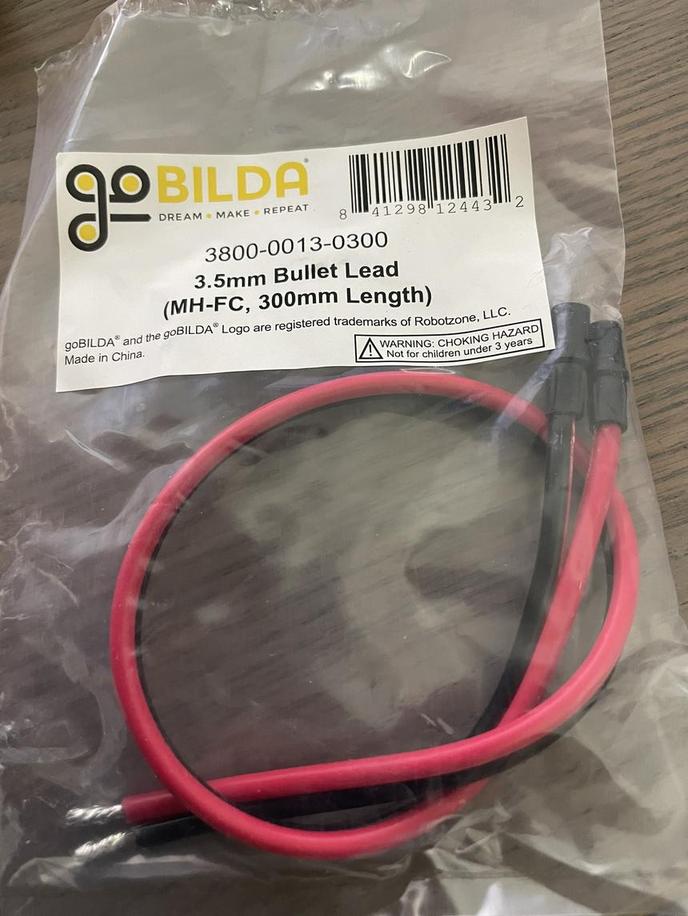 goBILDA®
DREAM • MAKE • REPEAT
8 41298 12443 2
3800-0013-0300
3.5mm Bullet Lead
(MH-FC, 300mm Length)
goBILDA® and the goBILDA® Logo are registered trademarks of Robotzone, LLC.
Made in China.
WARNING: CHOKING HAZARD
Not for children under 3 years